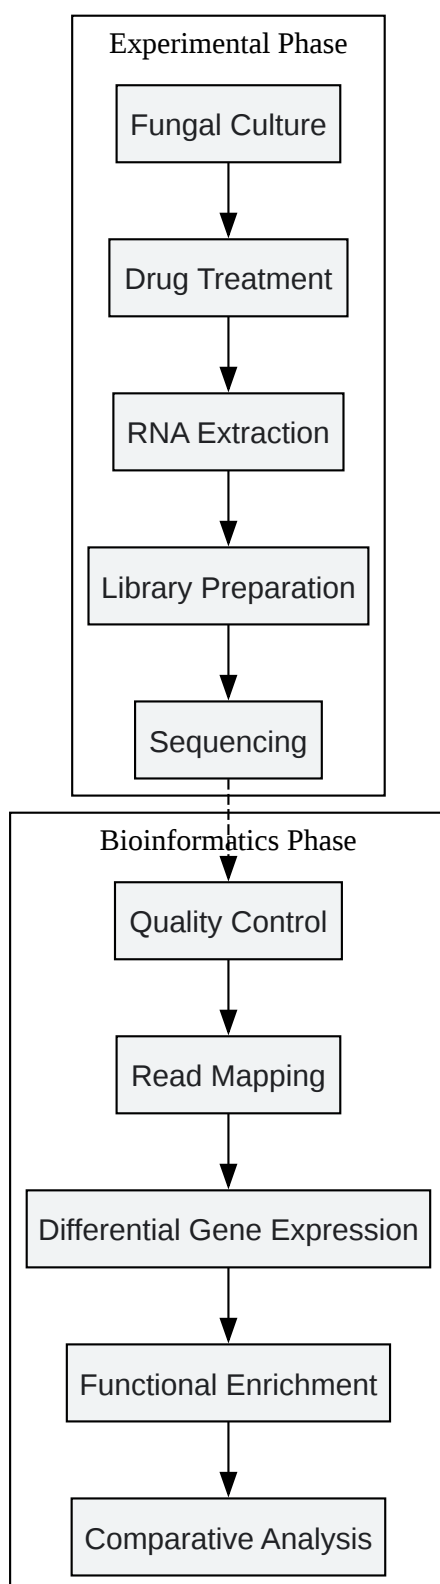 Experimental Phase
Fungal Culture
Drug Treatment
RNA Extraction
Library Preparation
Sequencing
Bioinformatics Phase
Quality Control
Read Mapping
Differential Gene Expression
Functional Enrichment
Comparative Analysis